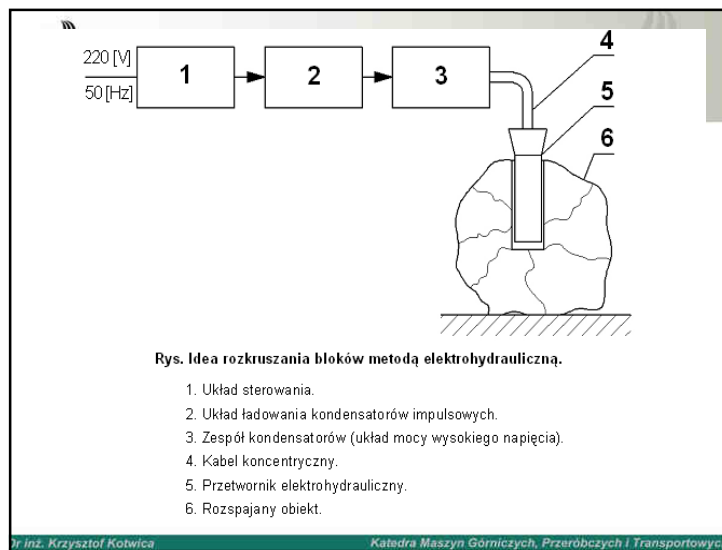 220 [V]
50 [Hz]
1
2
3
4
5
6
Rys. Idea rozkruszania bloków metodą elektrohydrauliczną.
1. Układ sterowania.
2. Układ ładowania kondensatorów impulsowych.
3. Zespół kondensatorów (układ mocy wysokiego napięcia).
4. Kabel koncentryczny.
5. Przetwornik elektrohydrauliczny.
6. Rozspajany obiekt.
Dr inż. Krzysztof Kotwica
Katedra Maszyn Górniczych, Przeróbczych i Transportowyc